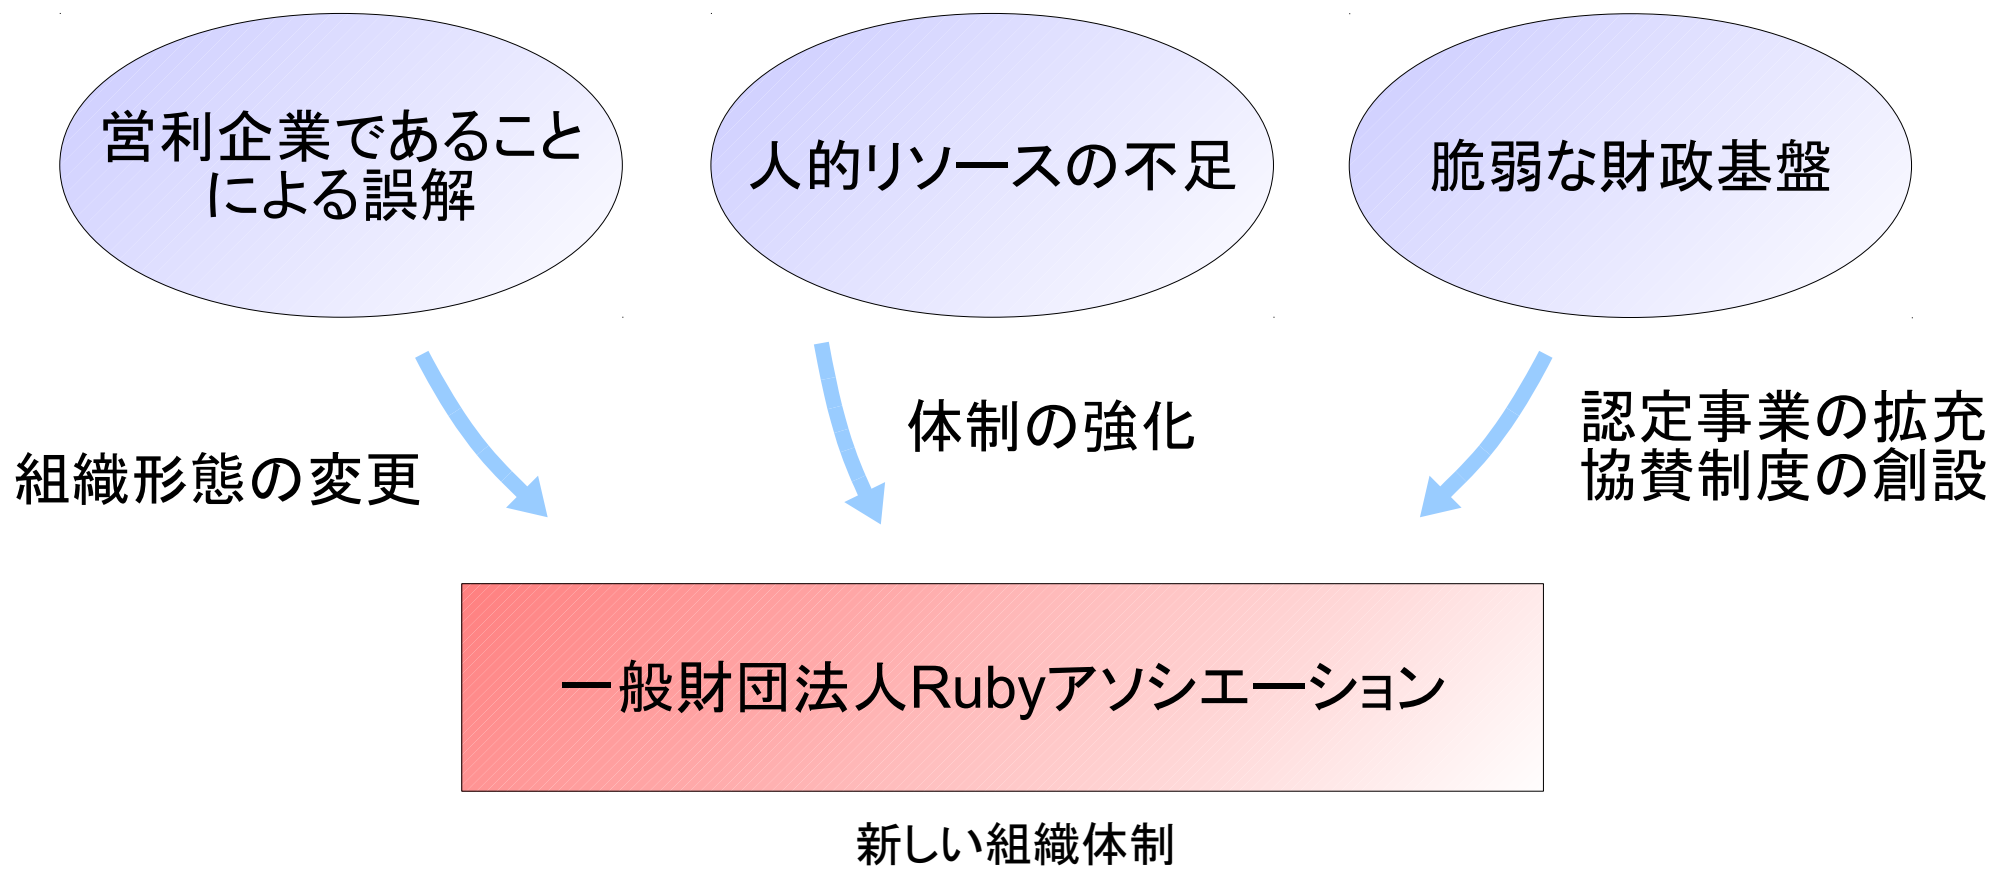 営利企業であること
による誤解
人的リソースの不足
脆弱な財政基盤
組織形態の変更
体制の強化
認定事業の拡充
協賛制度の創設
一般財団法人Rubyアソシエーション
新しい組織体制